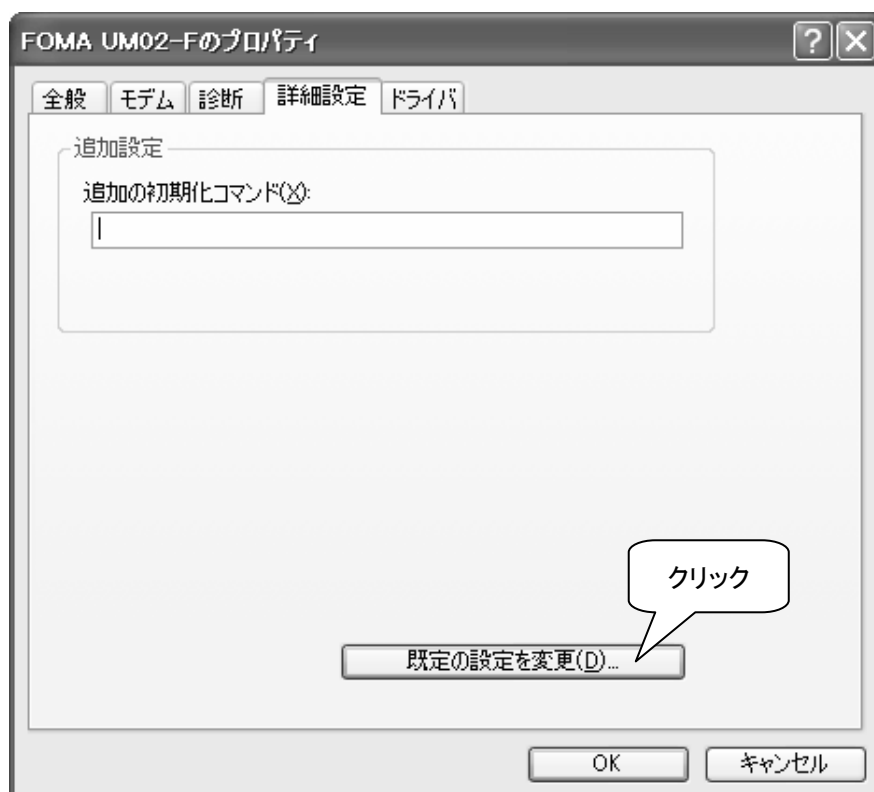 FOMA UM02-Fのプロパティ
全般 モデム 診断 詳細設定 ドライバ
追加設定
追加の初期化コマンド(X):
クリック
既定の設定を変更(D)...
OK キャンセル